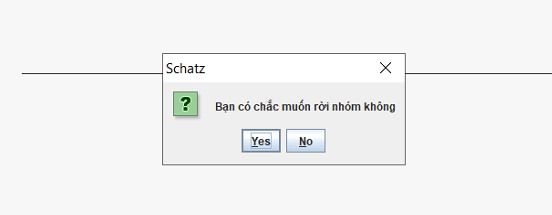 Schatz
Bạn có chắc muốn rời nhóm không
Yes
No